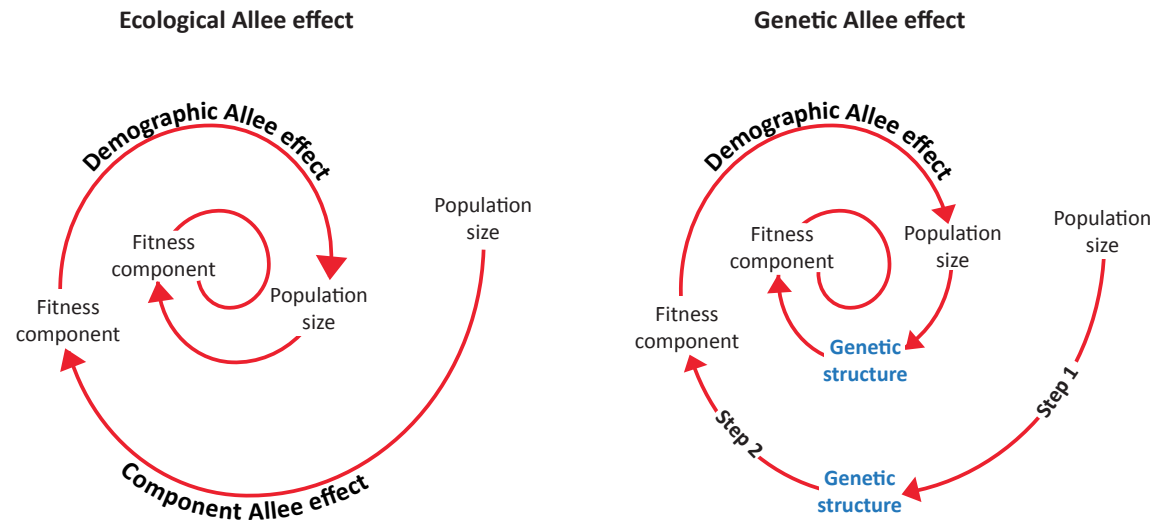 Ecological Allee effect
Demographic Allee effect
Population
size
Fitness
component
Population
size
Fitness
component
Component Allee effect
Genetic Allee effect
Demographic Allee effect
Population
size
Population
size
Fitness
component
Fitness
component
Genetic
structure
Step 1
Step 2
Genetic
structure